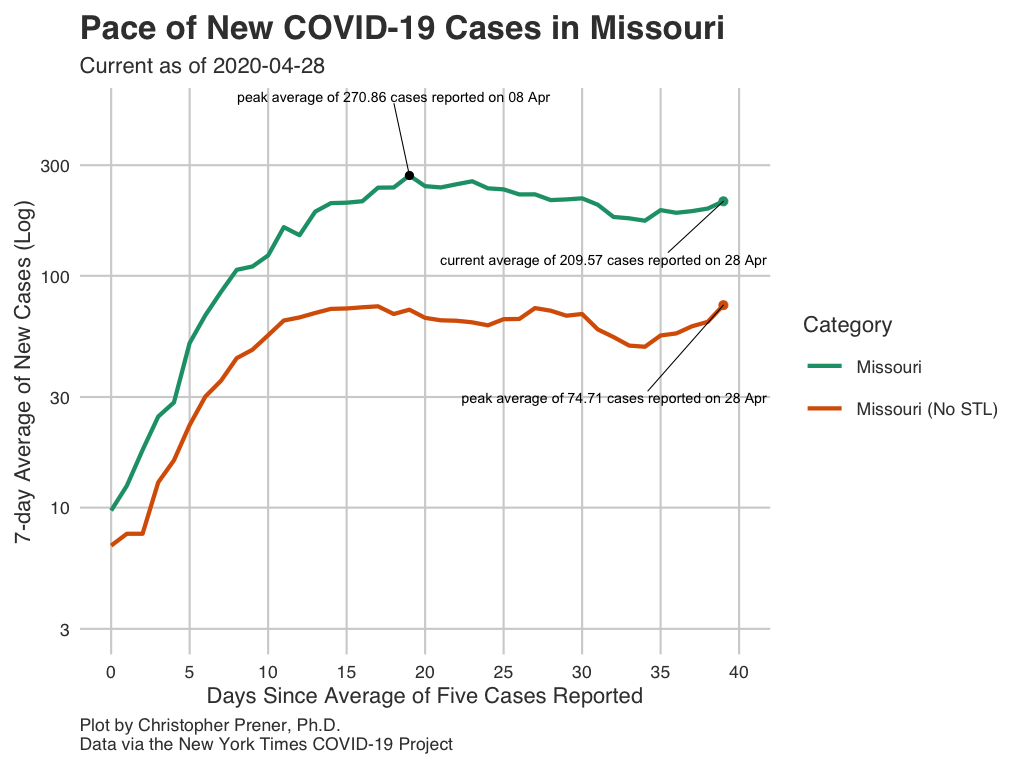 Pace of New COVID-19 Cases in Missouri
Current as of 2020-04-28
peak average of 270.86 cases reported on 08 Apr
300
current average of 209.57 cases reported on 28 Apr
100
peak average of 74.71 cases reported on 28 Apr
30
10
3
7-day Average of New Cases (Log)
0 5 10 15 20 25 30 35 40
Days Since Average of Five Cases Reported
Category
Missouri
Missouri (No STL)
Plot by Christopher Prener, Ph.D.
Data via the New York Times COVID-19 Project